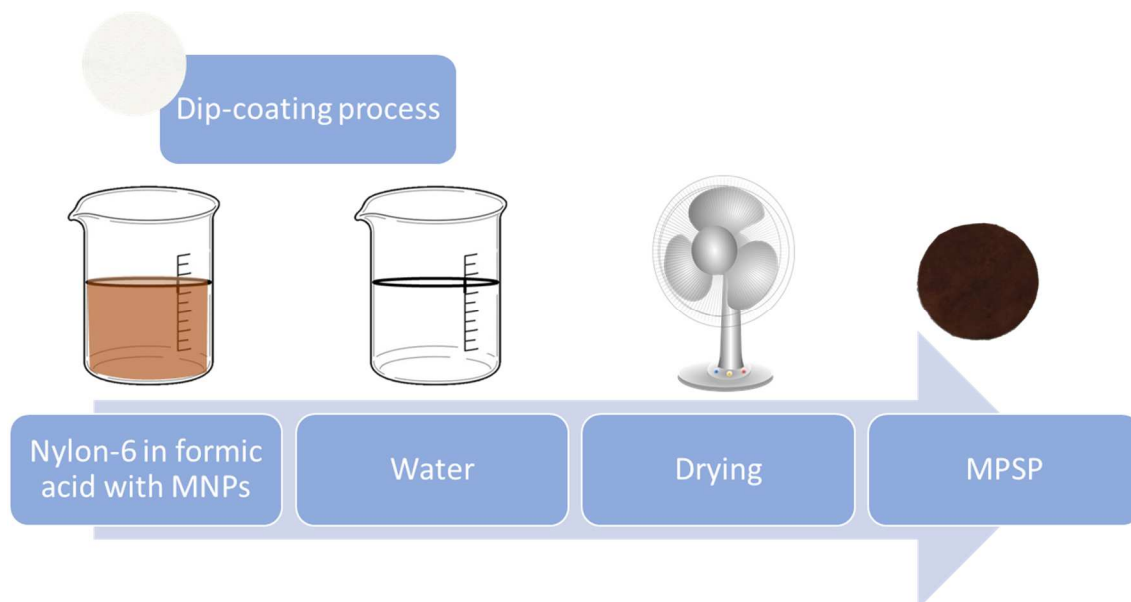 Dip-coating process
Nylon-6 in formic
acid with MNPs
Water
Drying
MPSP